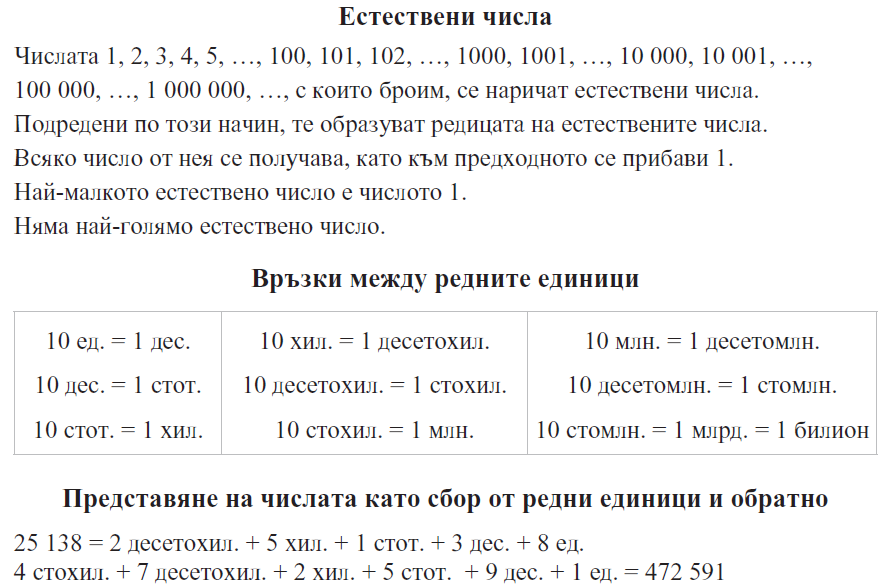 Естествени числа
Числата 1, 2, 3, 4, 5, …, 100, 101, 102, …, 1000, 1001, …, 10 000, 10 001, …,
100 000, …, 1 000 000, …, с които броим, се наричат естествени числа.
Подредени по този начин, те образуват редицата на естествените числа.
Всяко число от нея се получава, като към предходното се прибави 1.
Най-малкото естествено число е числото 1.
Няма най-голямо естествено число.
Връзки между редните единици
10 ед. = 1 дес.
10 дес. = 1 стот.
10 стот. = 1 хил.
10 хил. = 1 десетохил.
10 десетохил. = 1 стохил.
10 стохил. = 1 млн.
10 млн. = 1 десетомлн.
10 десетомлн. = 1 стомлн.
10 стомлн. = 1 млрд. = 1 билион
Представяне на числата като сбор от редни единици и обратно
25 138 = 2 десетохил. + 5 хил. + 1 стот. + 3 дес. + 8 ед.
4 стохил. + 7 десетохил. + 2 хил. + 5 стот. + 9 дес. + 1 ед. = 472 591